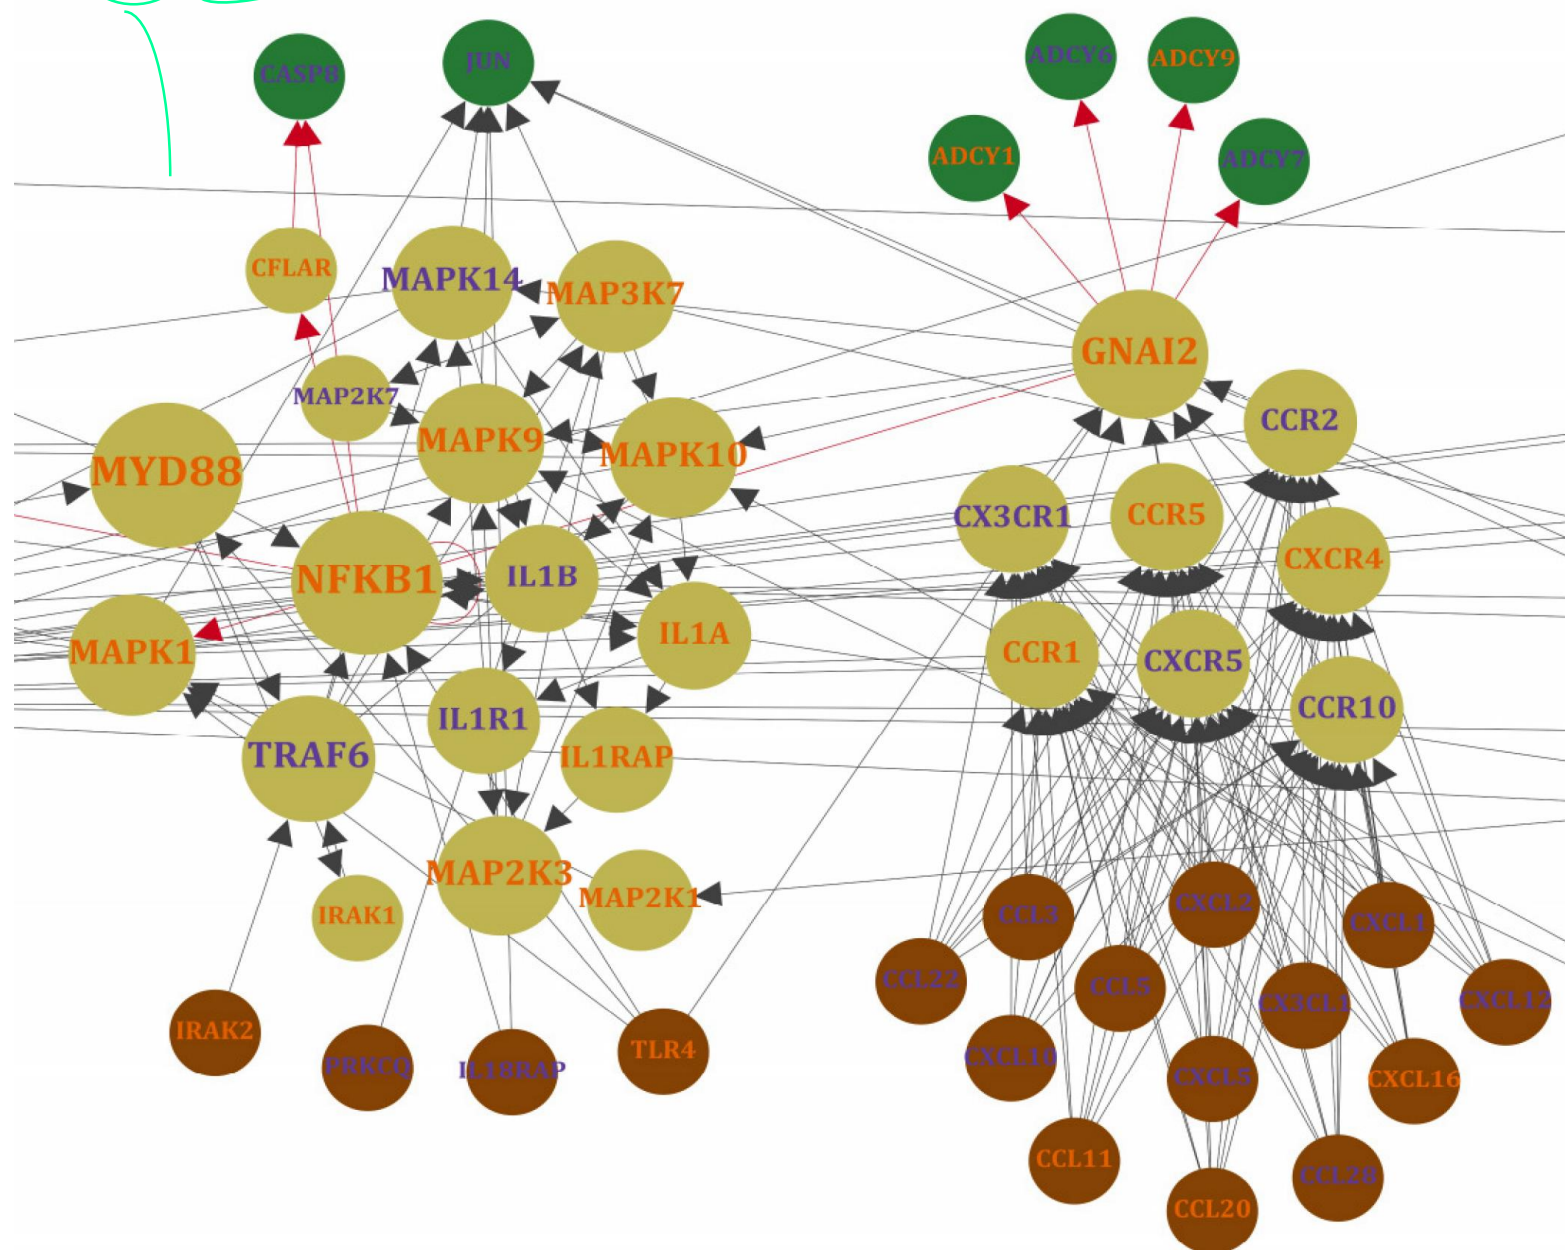 CASP8
JUN
ADCY6
ADCY9
ADCY1
ADCY7
CFLAR
MAPK14
MAP3K7
GNAI2
MAP2K7
CCR2
MAPK9
MAPK10
MYD88
CX3CR1
CCR5
CXCR4
NFKB1
IL1B
IL1A
MAPK1
CCR1
CXCR5
CCR10
IL1R1
TRAF6
IL1RAP
MAP2K3
MAP2K1
IRAK1
CCL3
CXCL2
CXCL1
CCL22
CCL5
CX3CL1
CXCL12
IRAK2
PRKCQ
IL18RAP
TLR4
CXCL10
CXCL5
CXCL16
CCL11
CCL28
CCL20